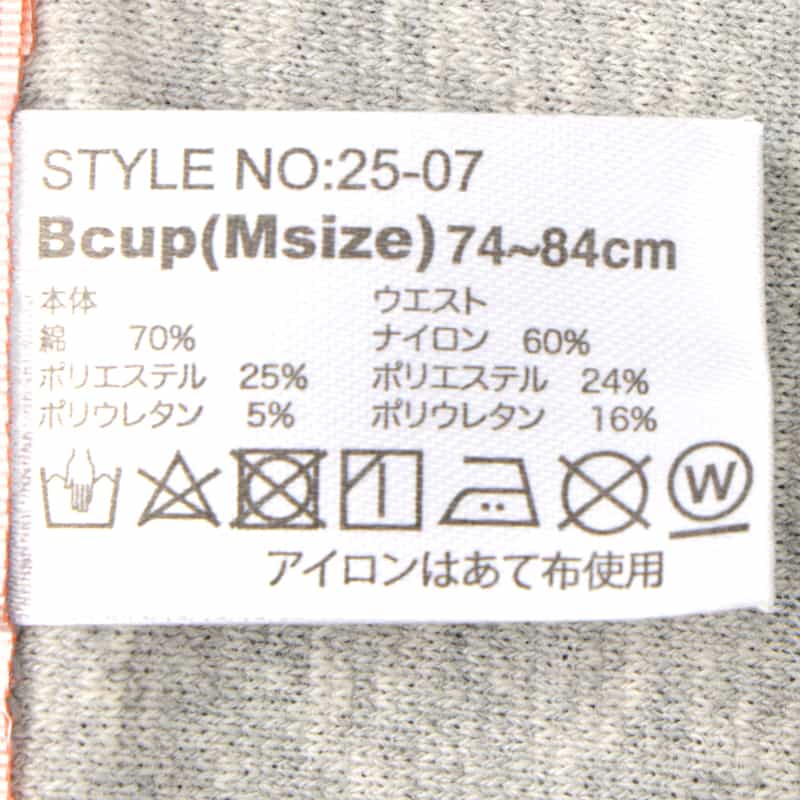 STYLE NO:25-07
Bcup(Msize) 74~84cm
本体 ウエスト
綿 70% ナイロン 60%
ポリエステル 25% ポリエステル 24%
ポリウレタン 5% ポリウレタン 16%
W
アイロンはあて布使用